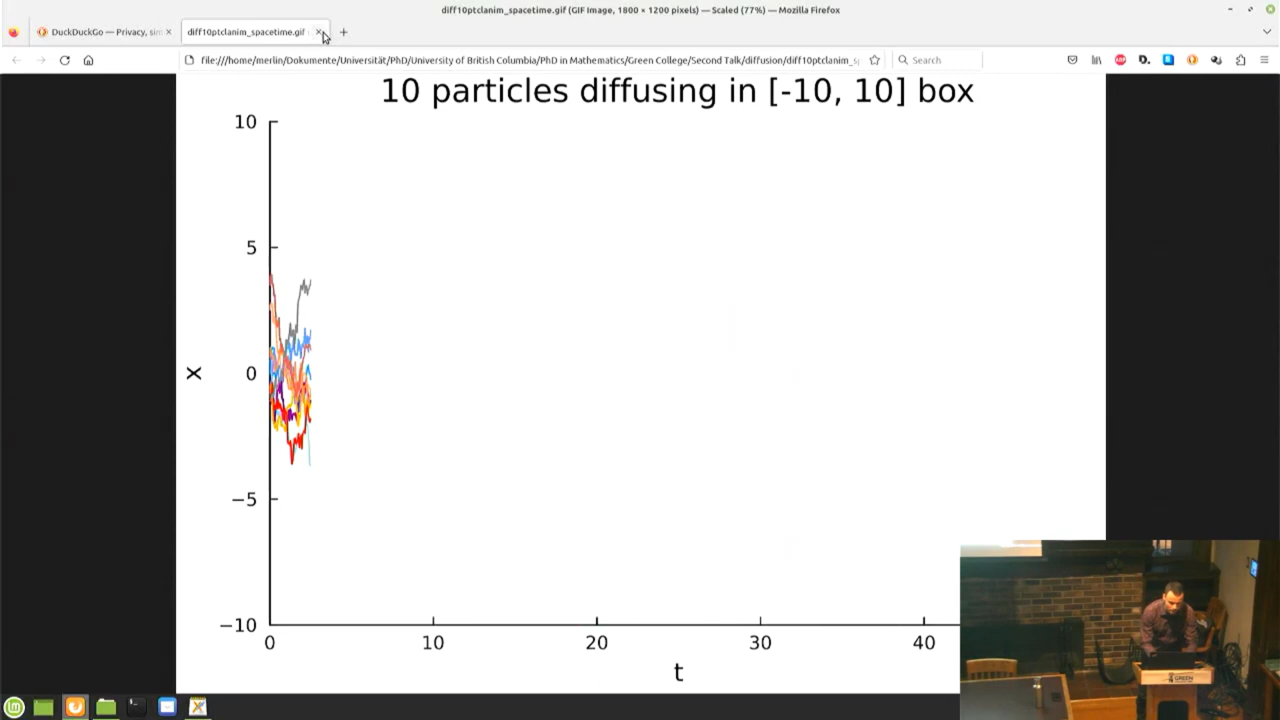 diff10ptclanim_spacetime.gif (GIF Image, 1800 × 1200 pixels) — Scaled (77%) — Mozilla Firefox
DuckDuckGo — Privacy, sim
diff10ptclanim_spacetime.gif
file:///home/merlin/Dokumente/Universität/PhD/University of British Columbia/PhD in Mathematics/Green College/Second Talk/diffusion/diff10ptclanim_s
Search
ABP
D.
10 particles diffusing in [-10, 10] box
10
5
0
−5
−10
x
0
10
20
30
40
t
GREEN